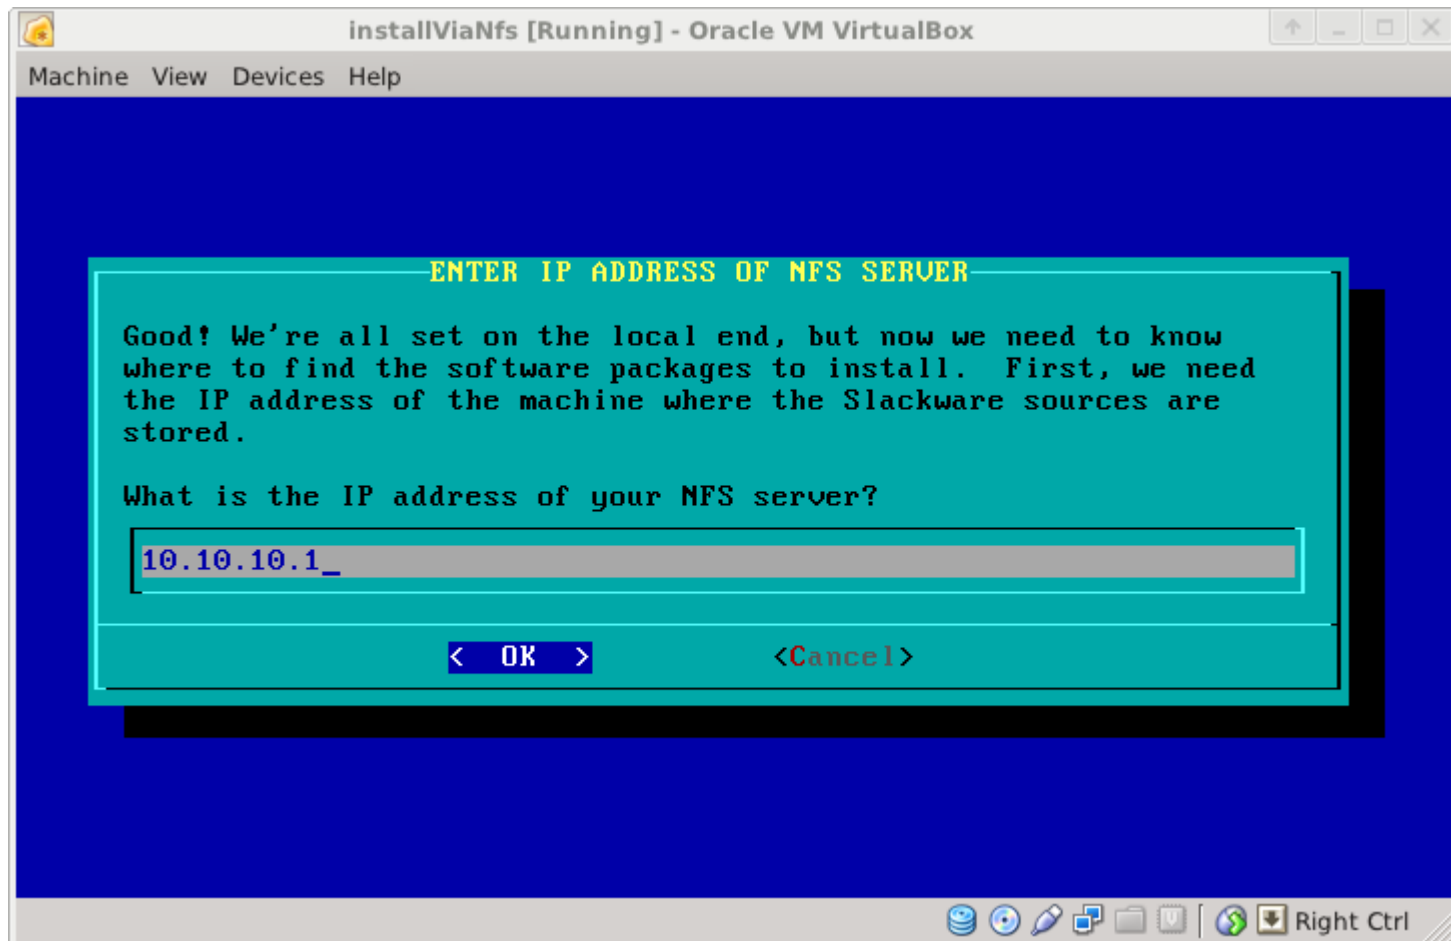 installViaNfs [Running] - Oracle VM VirtualBox
Machine View Devices Help
ENTER IP ADDRESS OF NFS SERVER
Good! We're all set on the local end, but now we need to know
where to find the software packages to install.  First, we need
the IP address of the machine where the Slackware sources are
stored.
What is the IP address of your NFS server?
10.10.10.1_
<  OK  > <Cancel>
Right Ctrl